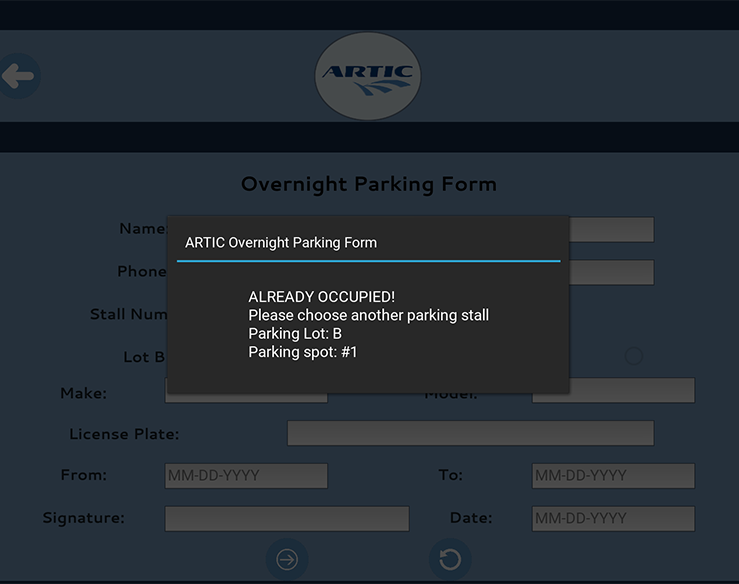 ARTIC
Overnight Parking Form
Name:
ARTIC Overnight Parking Form
Phone
ALREADY OCCUPIED!
Please choose another parking stall
Stall Num
Parking Lot: B
Parking spot: #1
Lot B
Make:
Model:
License Plate:
From: MM-DD-YYYY To: MM-DD-YYYY
Signature: Date: MM-DD-YYYY